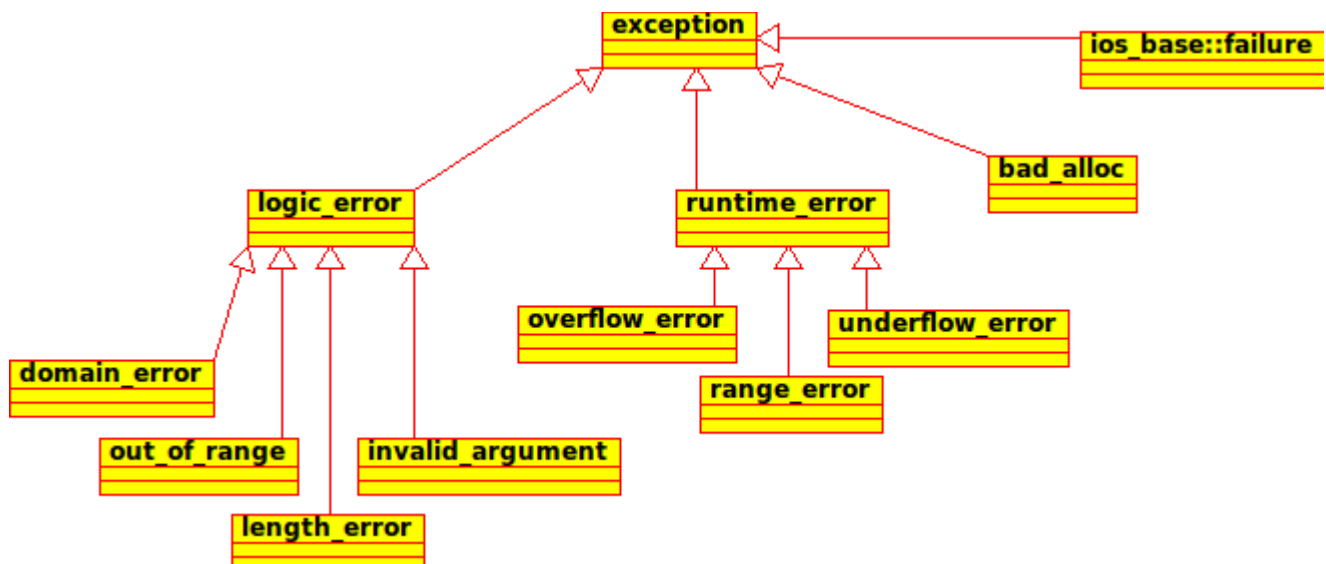 exception
ios_base::failure
bad_alloc
logic_error
runtime_error
overflow_error
underflow_error
domain_error
range_error
out_of_range
invalid_argument
length_error